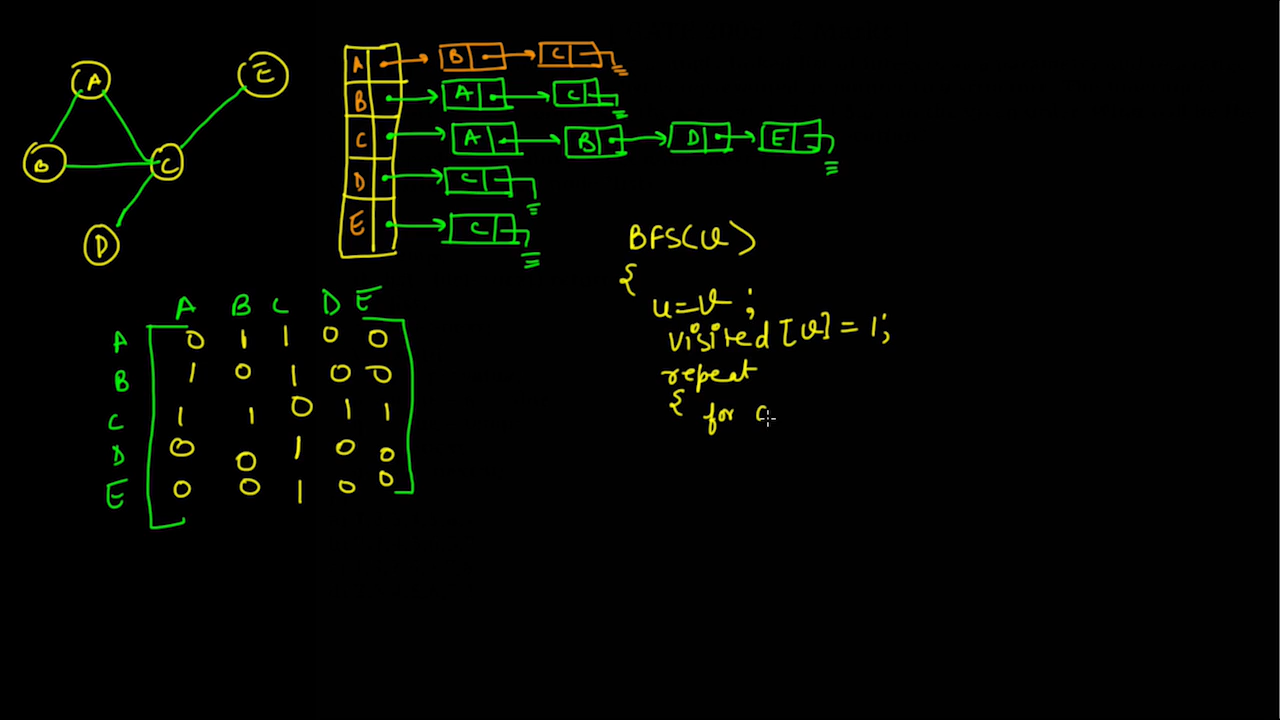 A
E
B
C
D
A B C
B A C
C A B D E
D C
E C
A B C D E
A 0 1 1 0 0
B 1 0 1 0 0
C 1 1 0 1 1
D 0 0 1 0 0
E 0 0 1 0 0
BFS(v)
{
u=v;
visited [v] = 1;
repeat
{ for a